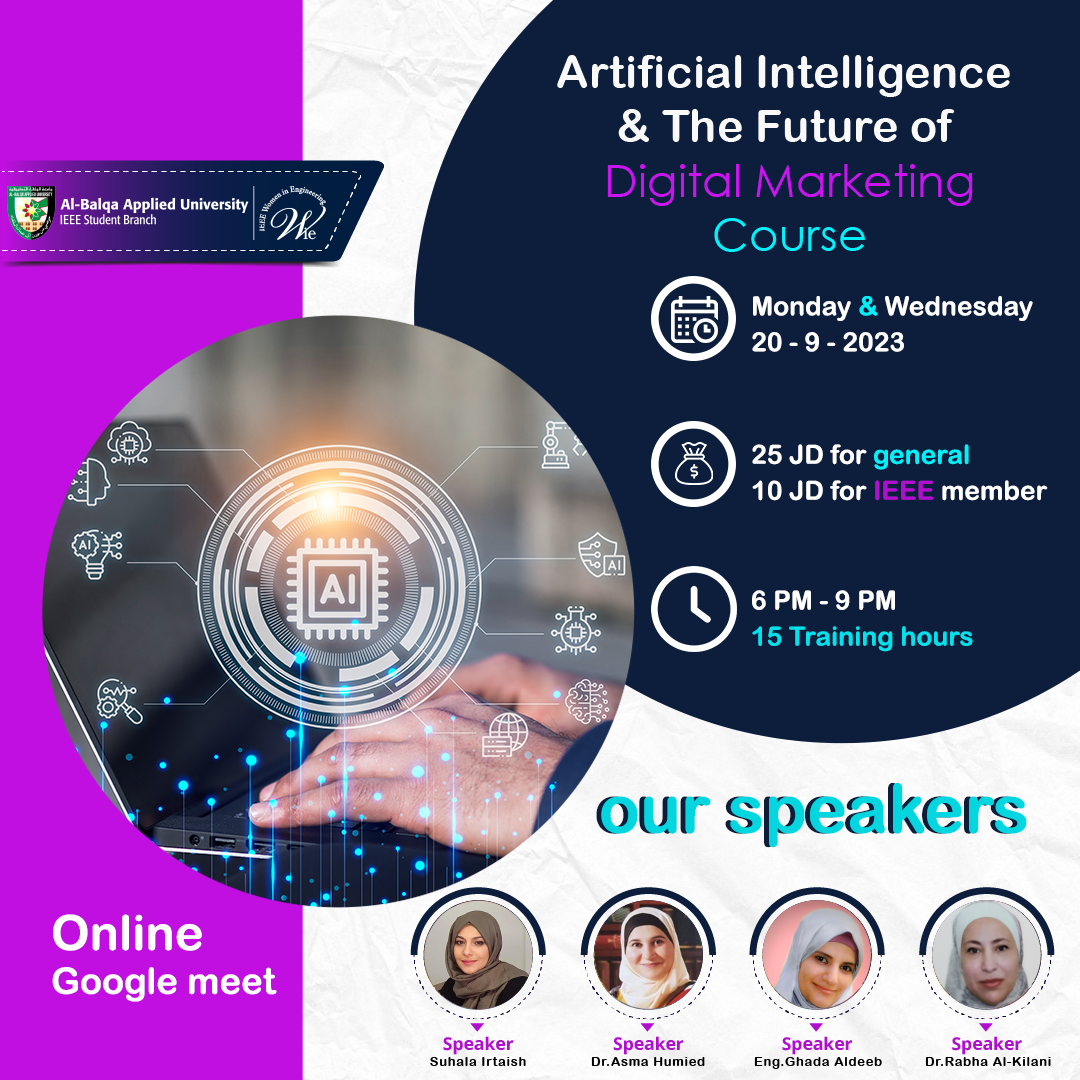 Artificial Intelligence
& The Future of
Digital Marketing
Course
Al-Balqa Applied University
IEEE Student Branch
IEEE Women in Engineering
Wie
Monday & Wednesday
20 - 9 - 2023
25 JD for general
10 JD for IEEE member
6 PM - 9 PM
15 Training hours
AI
AI
AI
our speakers
Online
Google meet
Speaker
Suhala Irtaish
Speaker
Dr.Asma Humied
Speaker
Eng.Ghada Aldeeb
Speaker
Dr.Rabha Al-Kilani